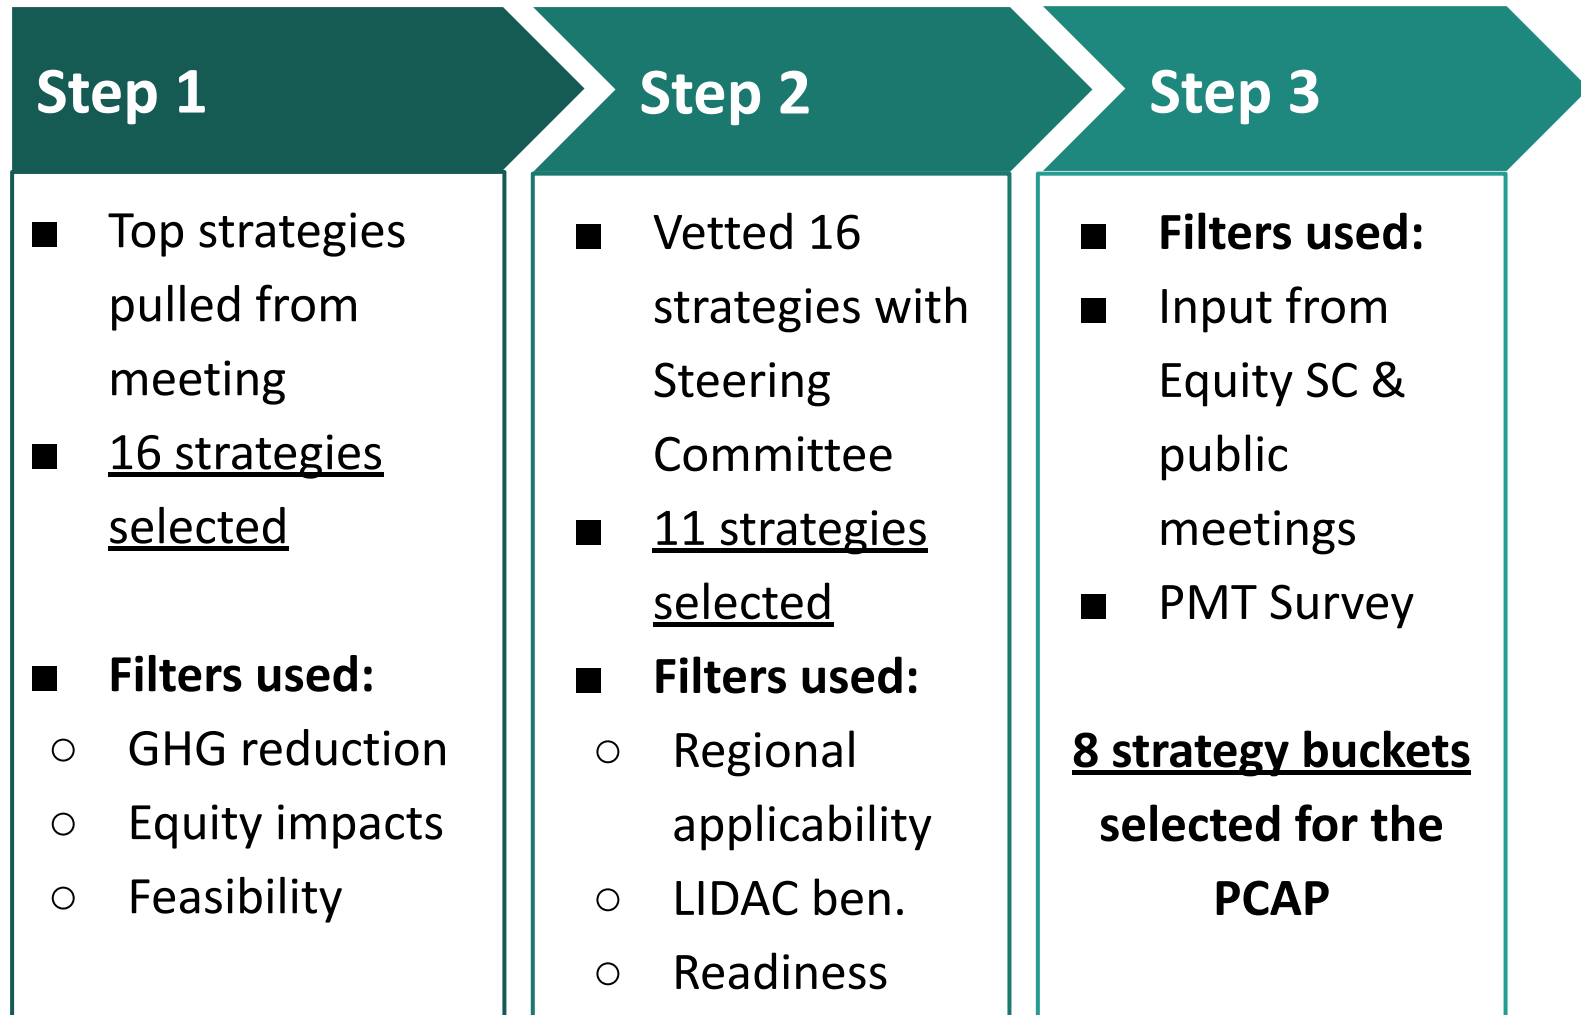 Step 1
■ Top strategies
pulled from
meeting
■ 16 strategies
selected
■ Filters used:
○ GHG reduction
○ Equity impacts
○ Feasibility
Step 2
■ Vetted 16
strategies with
Steering
Committee
■ 11 strategies
selected
■ Filters used:
○ Regional
applicability
○ LIDAC ben.
○ Readiness
Step 3
■ Filters used:
■ Input from
Equity SC &
public
meetings
■ PMT Survey
8 strategy buckets
selected for the
PCAP